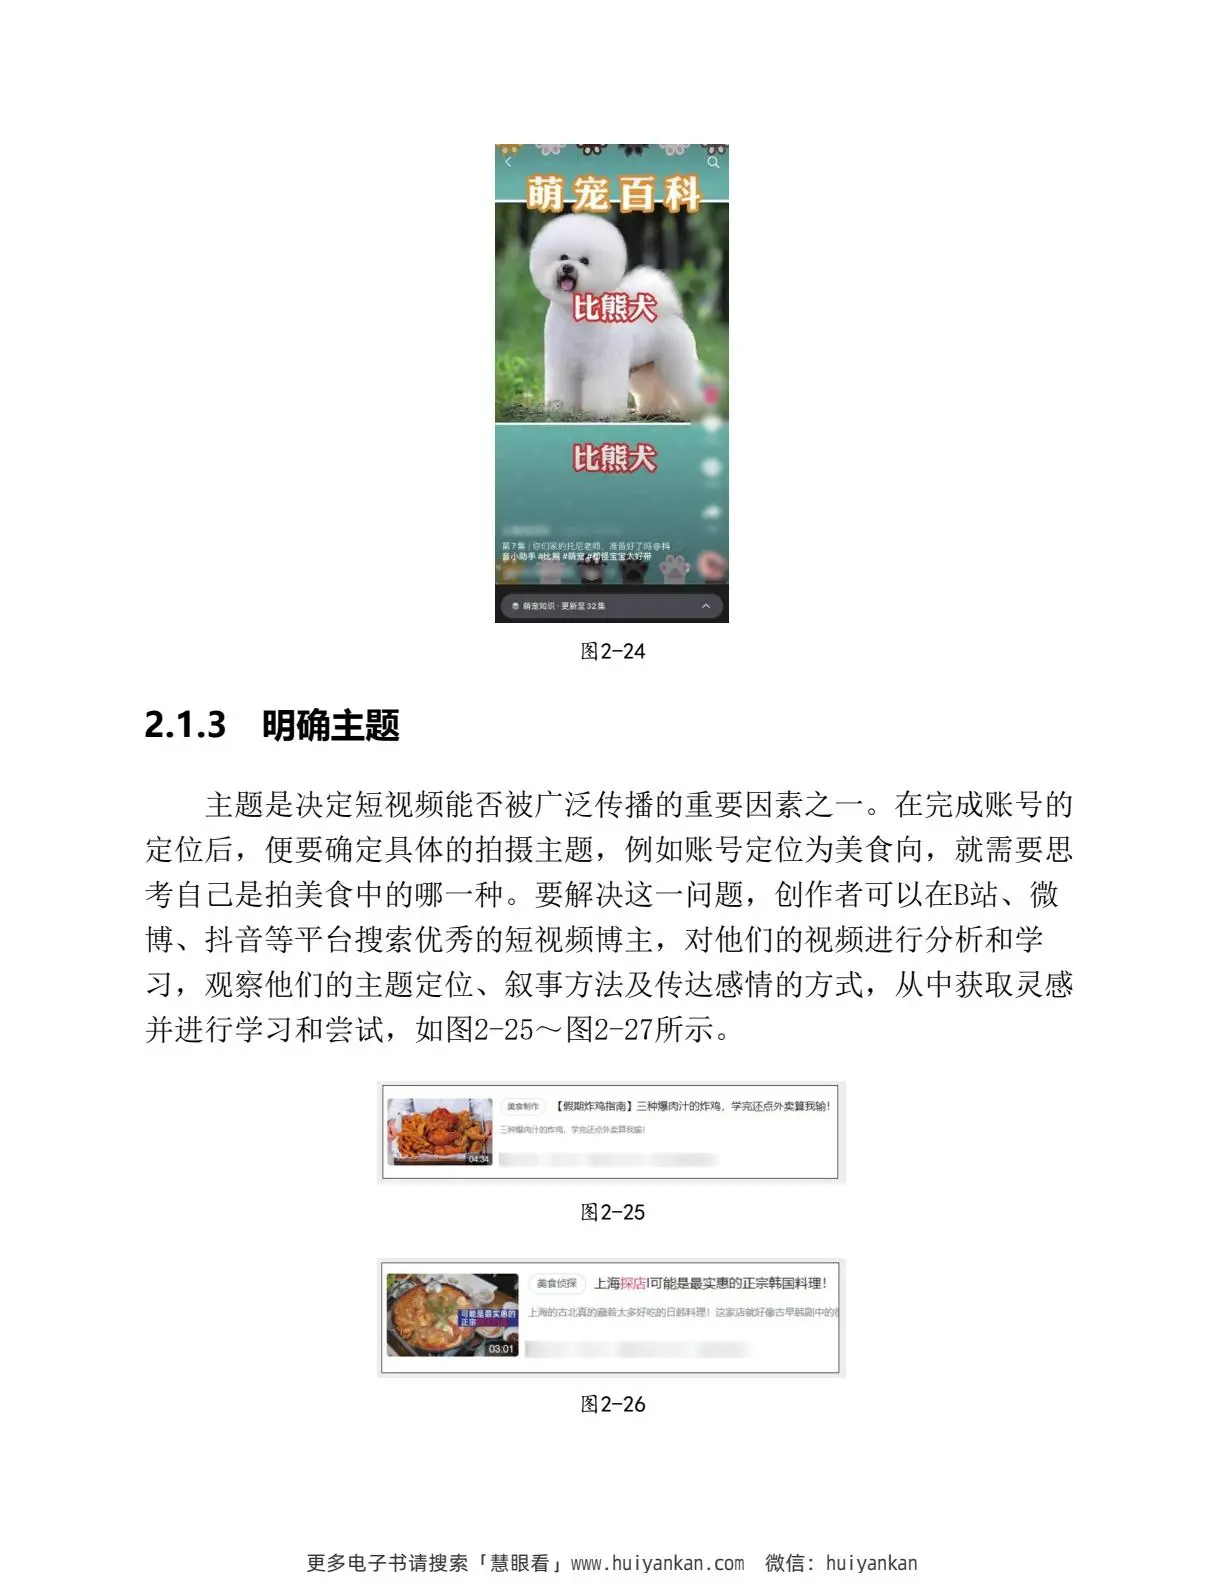 萌宠百科
比熊犬
比熊犬
第7集 | 你们家的托尼老师，准备好了吗@抖
音小助手 #比熊 #萌宠 #都怪宝宝太好带
萌宠知识 · 更新至32集
图2-24
2.1.3　明确主题
主题是决定短视频能否被广泛传播的重要因素之一。在完成账号的
定位后，便要确定具体的拍摄主题，例如账号定位为美食向，就需要思
考自己是拍美食中的哪一种。要解决这一问题，创作者可以在B站、微
博、抖音等平台搜索优秀的短视频博主，对他们的视频进行分析和学
习，观察他们的主题定位、叙事方法及传达感情的方式，从中获取灵感
并进行学习和尝试，如图2-25～图2-27所示。
美食制作 【假期炸鸡指南】三种爆肉汁的炸鸡，学完还点外卖算我输！
三种爆肉汁的炸鸡，学完还点外卖算我输！
04:34
图2-25
美食侦探 上海探店|可能是最实惠的正宗韩国料理！
上海的古北真的藏着太多好吃的日韩料理！这家店就好像古早韩剧中的
可能是最实惠的
正宗
03:01
图2-26
更多电子书请搜索「慧眼看」www.huiyankan.com　微信：huiyankan